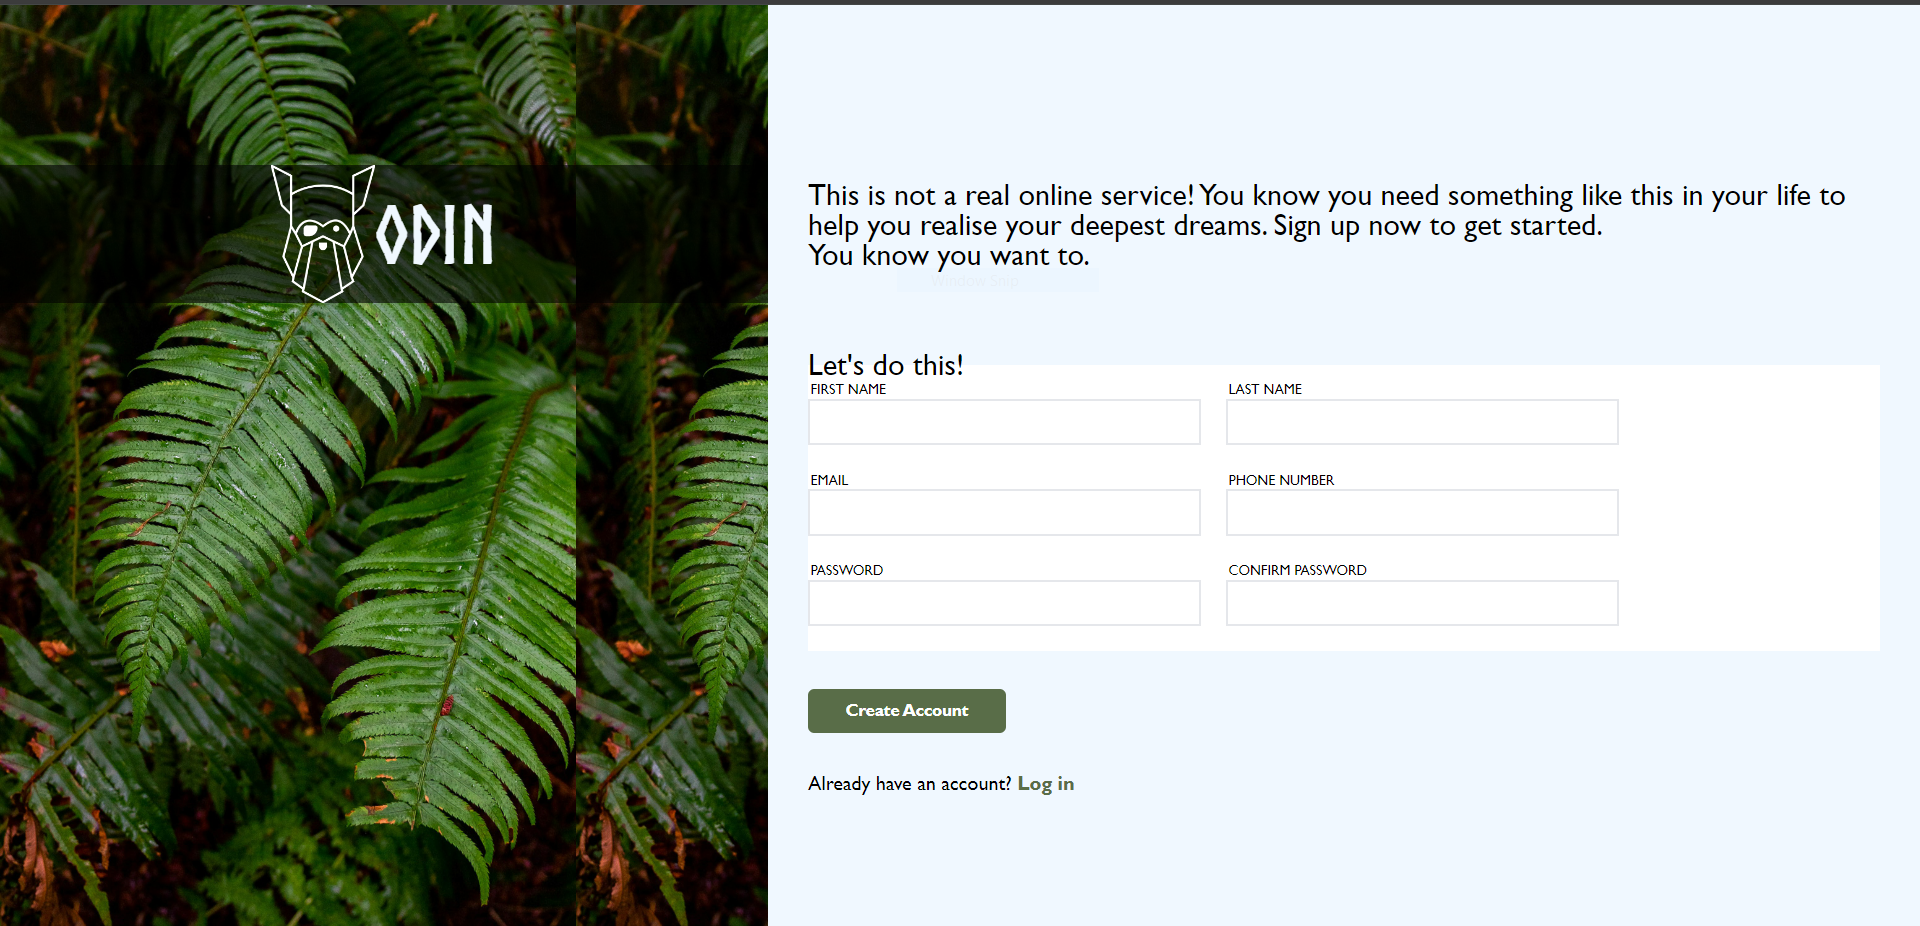 ODIN
This is not a real online service! You know you need something like this in your life to
help you realise your deepest dreams. Sign up now to get started.
You know you want to.
Window Snip
Let's do this!
FIRST NAME
LAST NAME
EMAIL
PHONE NUMBER
PASSWORD
CONFIRM PASSWORD
Create Account
Already have an account? Log in